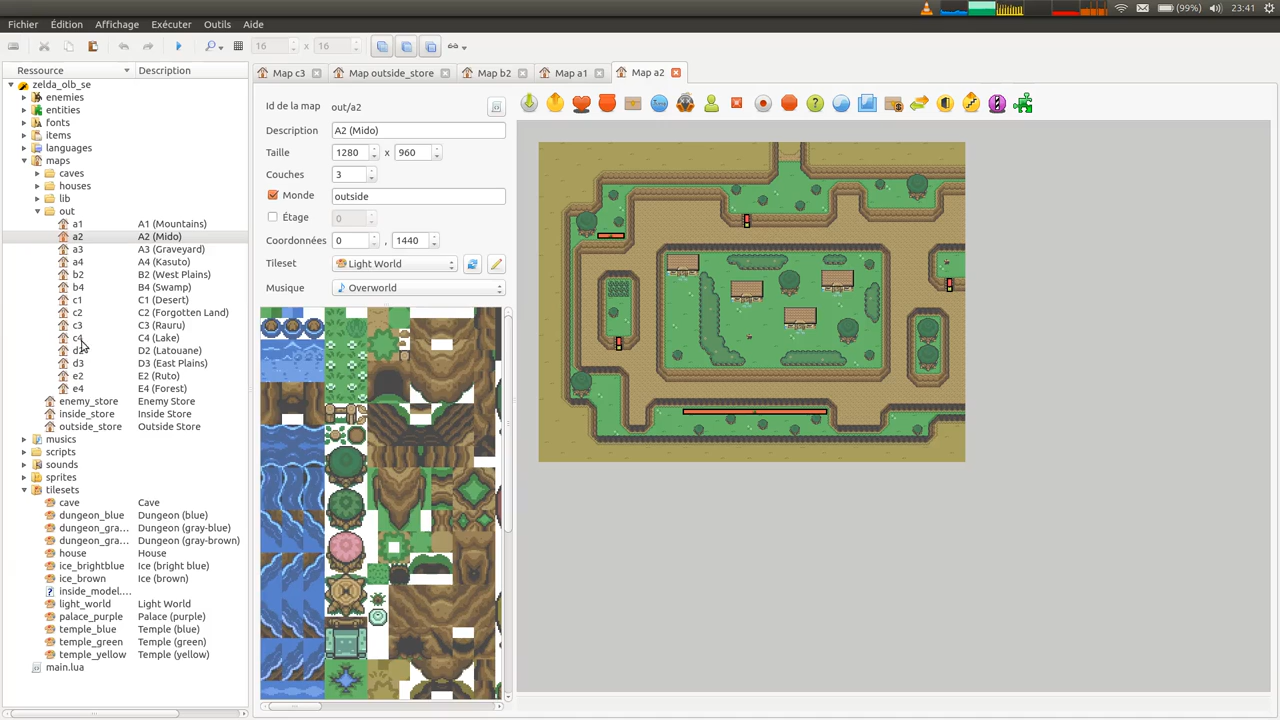 (99%) 23:41
Fichier Édition Affichage Exécuter Outils Aide
16 x 16
Ressource Description
Map c3 Map outside_store Map b2 Map a1 Map a2
zelda_olb_se
enemies
entities
fonts
items
languages
maps
caves
houses
lib
out
a1 A1 (Mountains)
a2 A2 (Mido)
a3 A3 (Graveyard)
a4 A4 (Kasuto)
b2 B2 (West Plains)
b4 B4 (Swamp)
c1 C1 (Desert)
c2 C2 (Forgotten Land)
c3 C3 (Rauru)
c4 C4 (Lake)
D2 (Latouane)
d3 D3 (East Plains)
e2 E2 (Ruto)
e4 E4 (Forest)
enemy_store Enemy Store
inside_store Inside Store
outside_store Outside Store
musics
scripts
sounds
sprites
tilesets
cave Cave
dungeon_blue Dungeon (blue)
dungeon_gra... Dungeon (gray-blue)
dungeon_gra... Dungeon (gray-brown)
house House
ice_brightblue Ice (bright blue)
ice_brown Ice (brown)
inside_model....
light_world Light World
palace_purple Palace (purple)
temple_blue Temple (blue)
temple_green Temple (green)
temple_yellow Temple (yellow)
main.lua
Id de la map out/a2
Description A2 (Mido)
Taille 1280 x 960
Couches 3
Monde outside
Étage 0
Coordonnées 0 , 1440
Tileset Light World
Musique Overworld